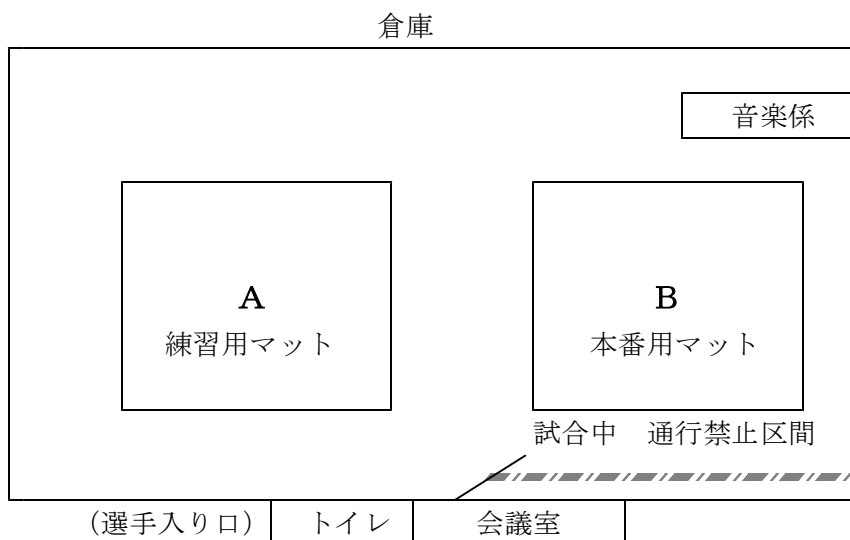 倉庫
音楽係
A
練習用マット
B
本番用マット
試合中　通行禁止区間
(選手入り口)
トイレ
会議室